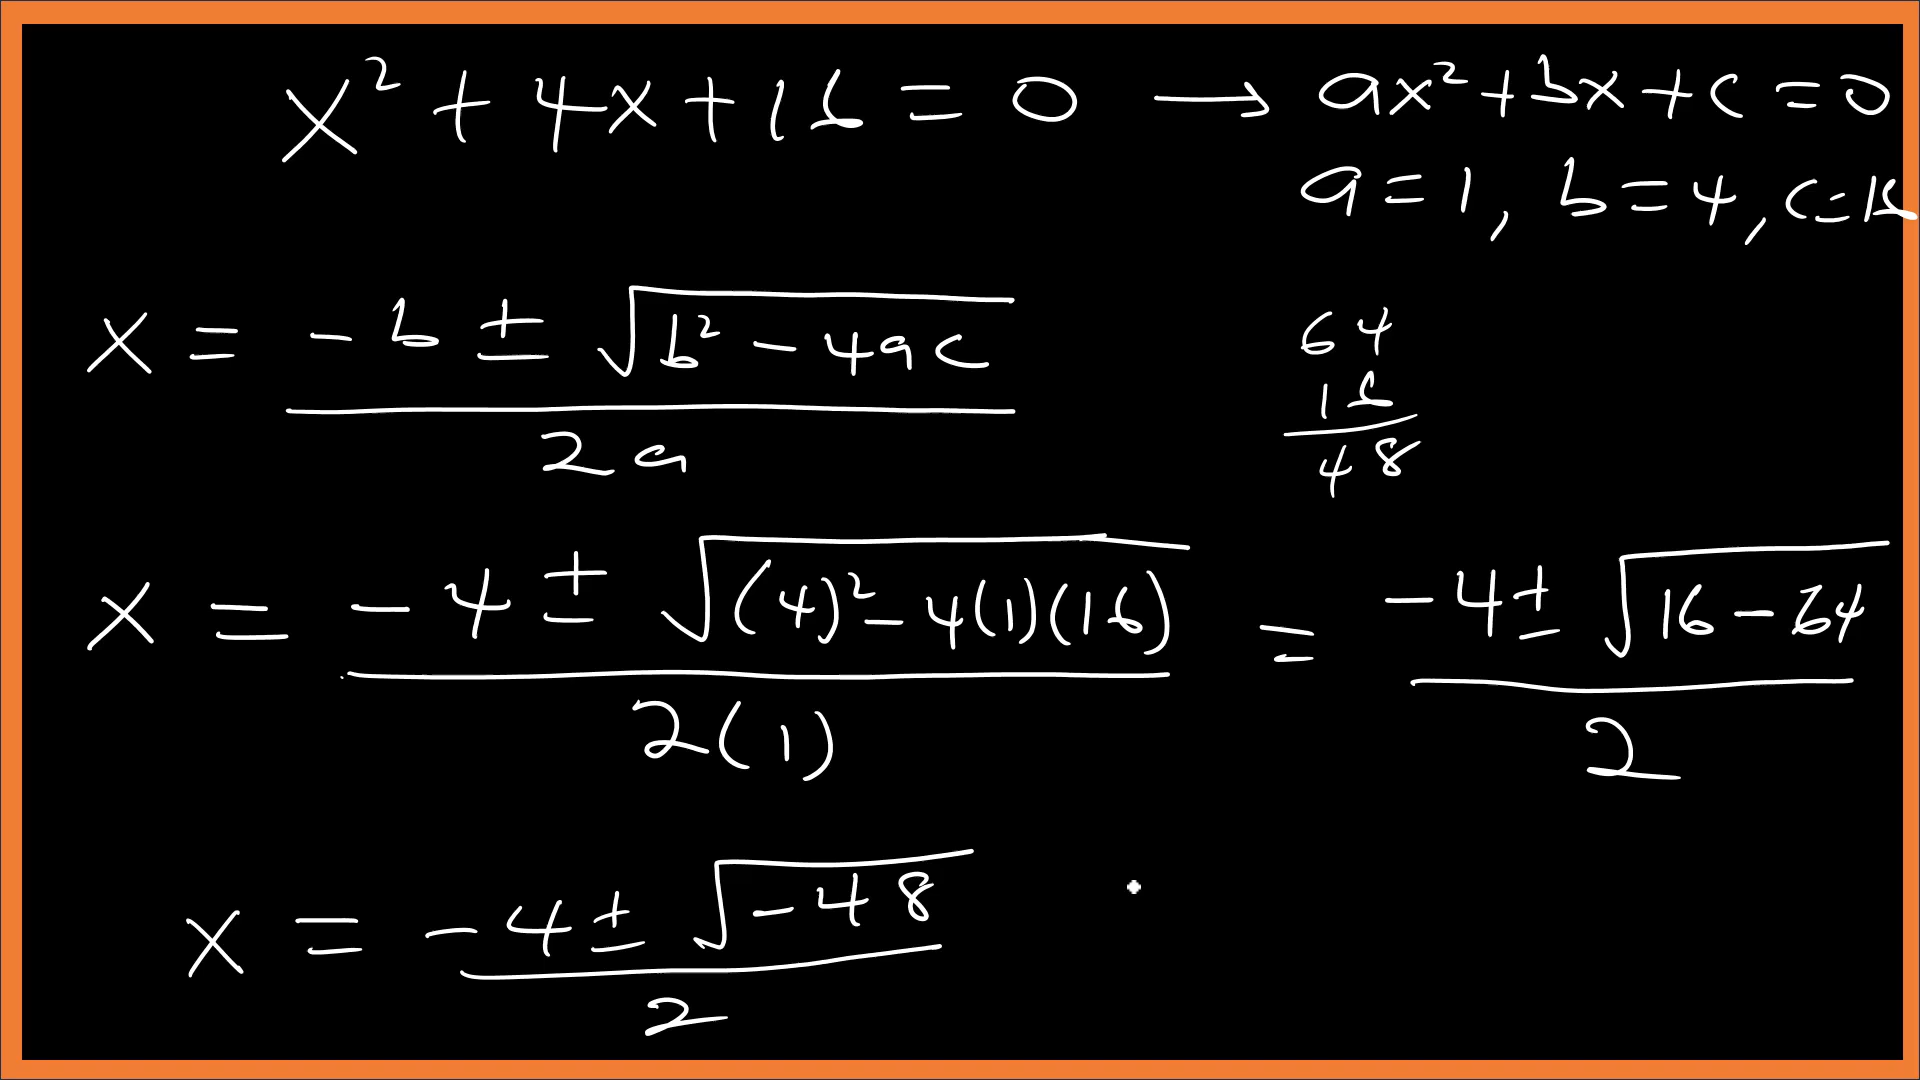 x² + 4x + 16 = 0 → ax² + bx + c = 0
a = 1, b = 4, c = 16
x = (-b ± √(b² - 4ac)) / 2a
64
16
48
x = (-4 ± √((4)² - 4(1)(16))) / 2(1) = (-4 ± √(16 - 64)) / 2
x = (-4 ± √(-48)) / 2